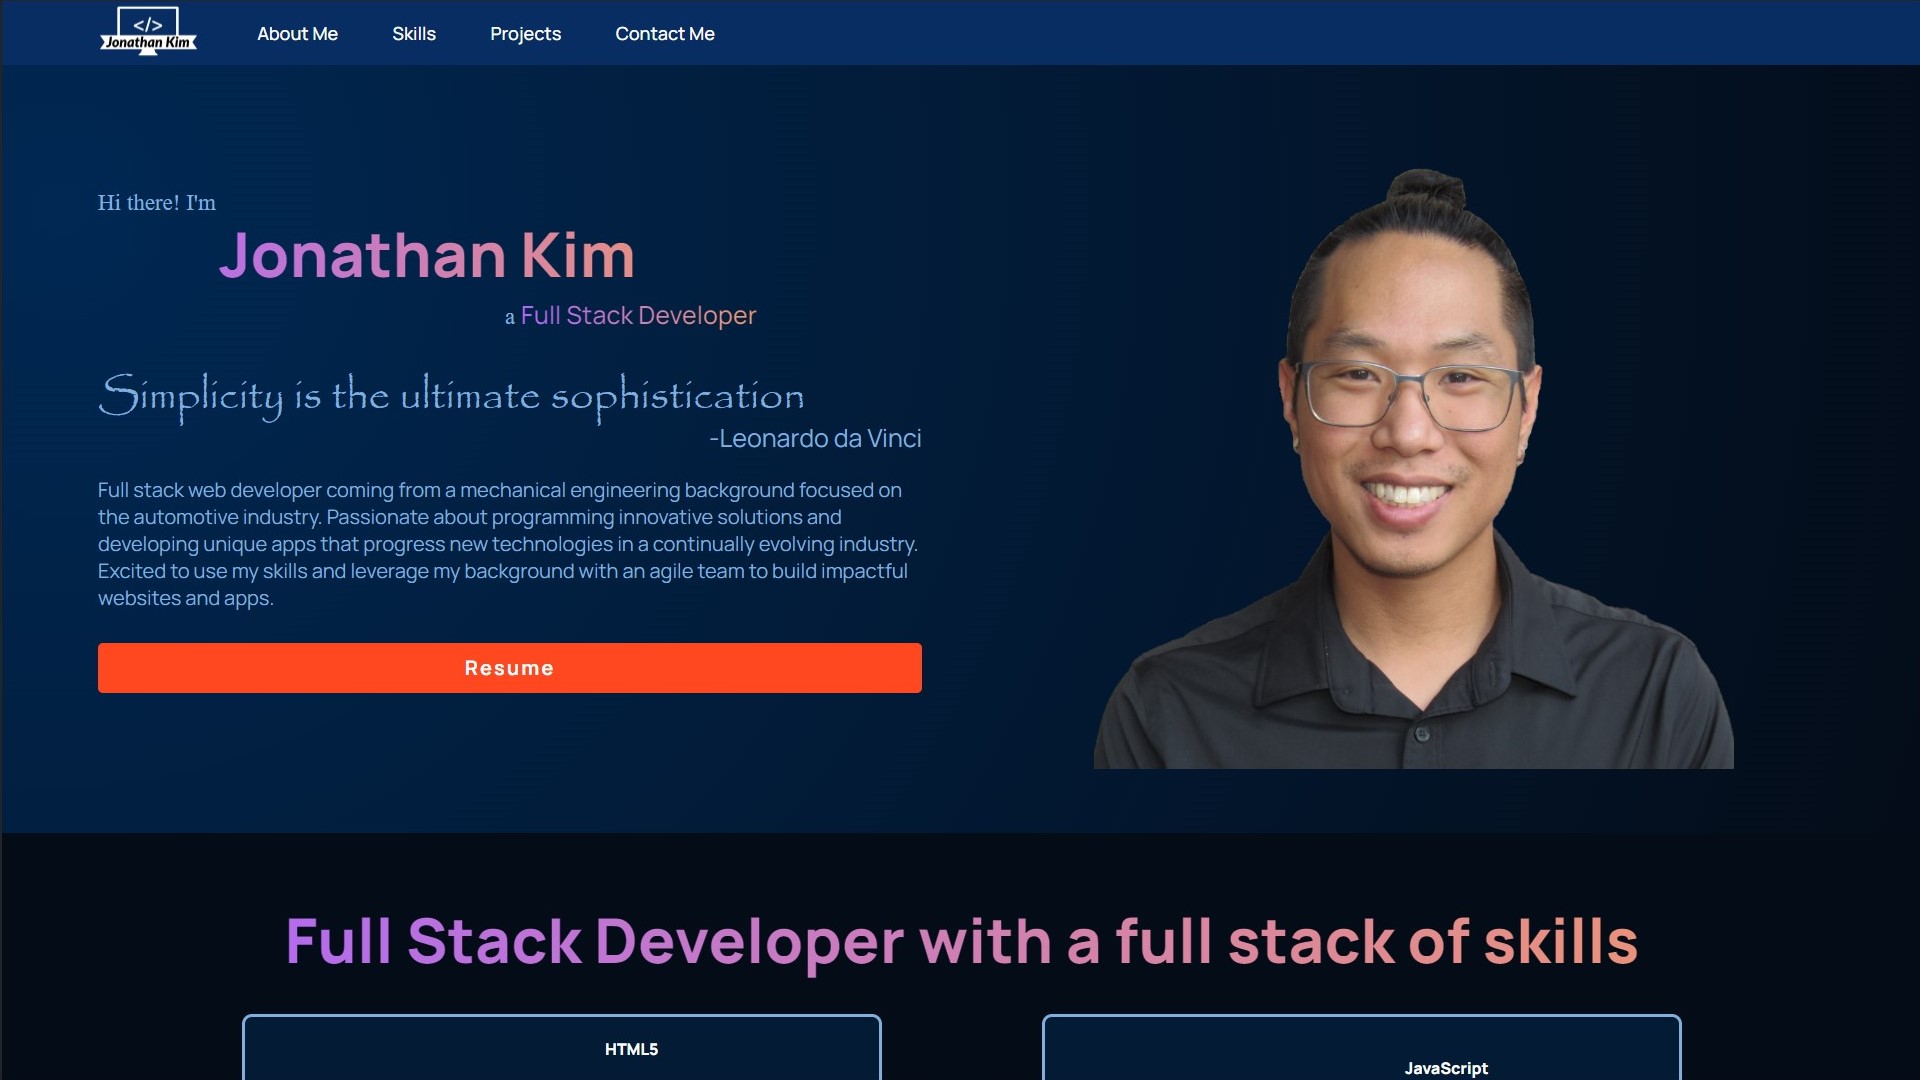 </>
Jonathan Kim
About Me Skills Projects Contact Me
Hi there! I'm
Jonathan Kim
a Full Stack Developer
Simplicity is the ultimate sophistication
-Leonardo da Vinci
Full stack web developer coming from a mechanical engineering background focused on
the automotive industry. Passionate about programming innovative solutions and
developing unique apps that progress new technologies in a continually evolving industry.
Excited to use my skills and leverage my background with an agile team to build impactful
websites and apps.
Resume
Full Stack Developer with a full stack of skills
HTML5
JavaScript